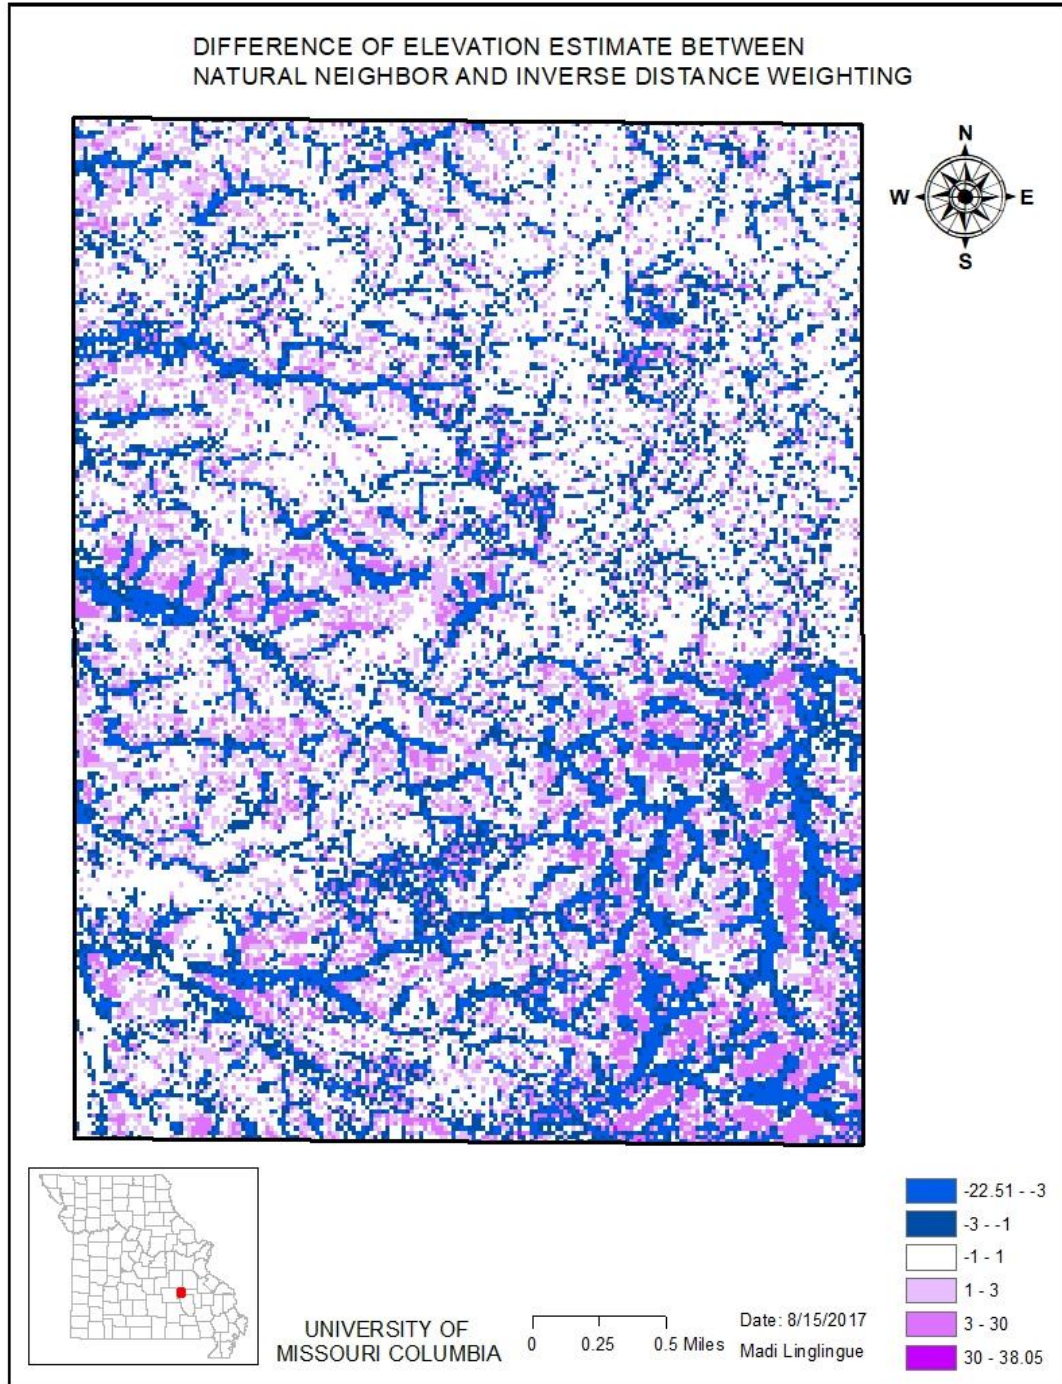 DIFFERENCE OF ELEVATION ESTIMATE BETWEEN
NATURAL NEIGHBOR AND INVERSE DISTANCE WEIGHTING
N
W E
S
-22.51 - -3
-3 - -1
-1 - 1
1 - 3
3 - 30
30 - 38.05
UNIVERSITY OF
MISSOURI COLUMBIA
0 0.25 0.5 Miles
Date: 8/15/2017
Madi Linglingue